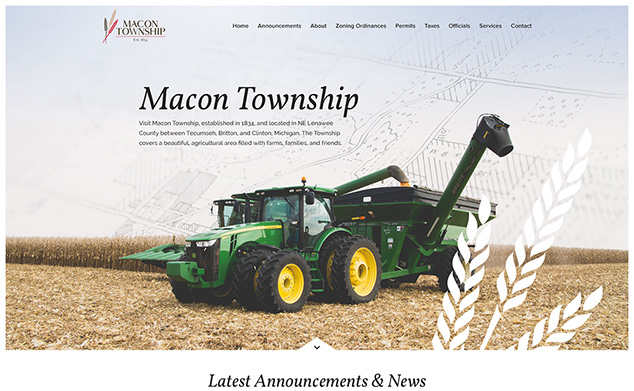 MACON
TOWNSHIP
Est. 1834
Home Announcements About Zoning Ordinances Permits Taxes Officials Services Contact
Macon Township
Visit Macon Township, established in 1834, and located in NE Lenawee
County between Tecumseh, Britton, and Clinton, Michigan. The Township
covers a beautiful, agricultural area filled with farms, families, and friends.
Latest Announcements & News